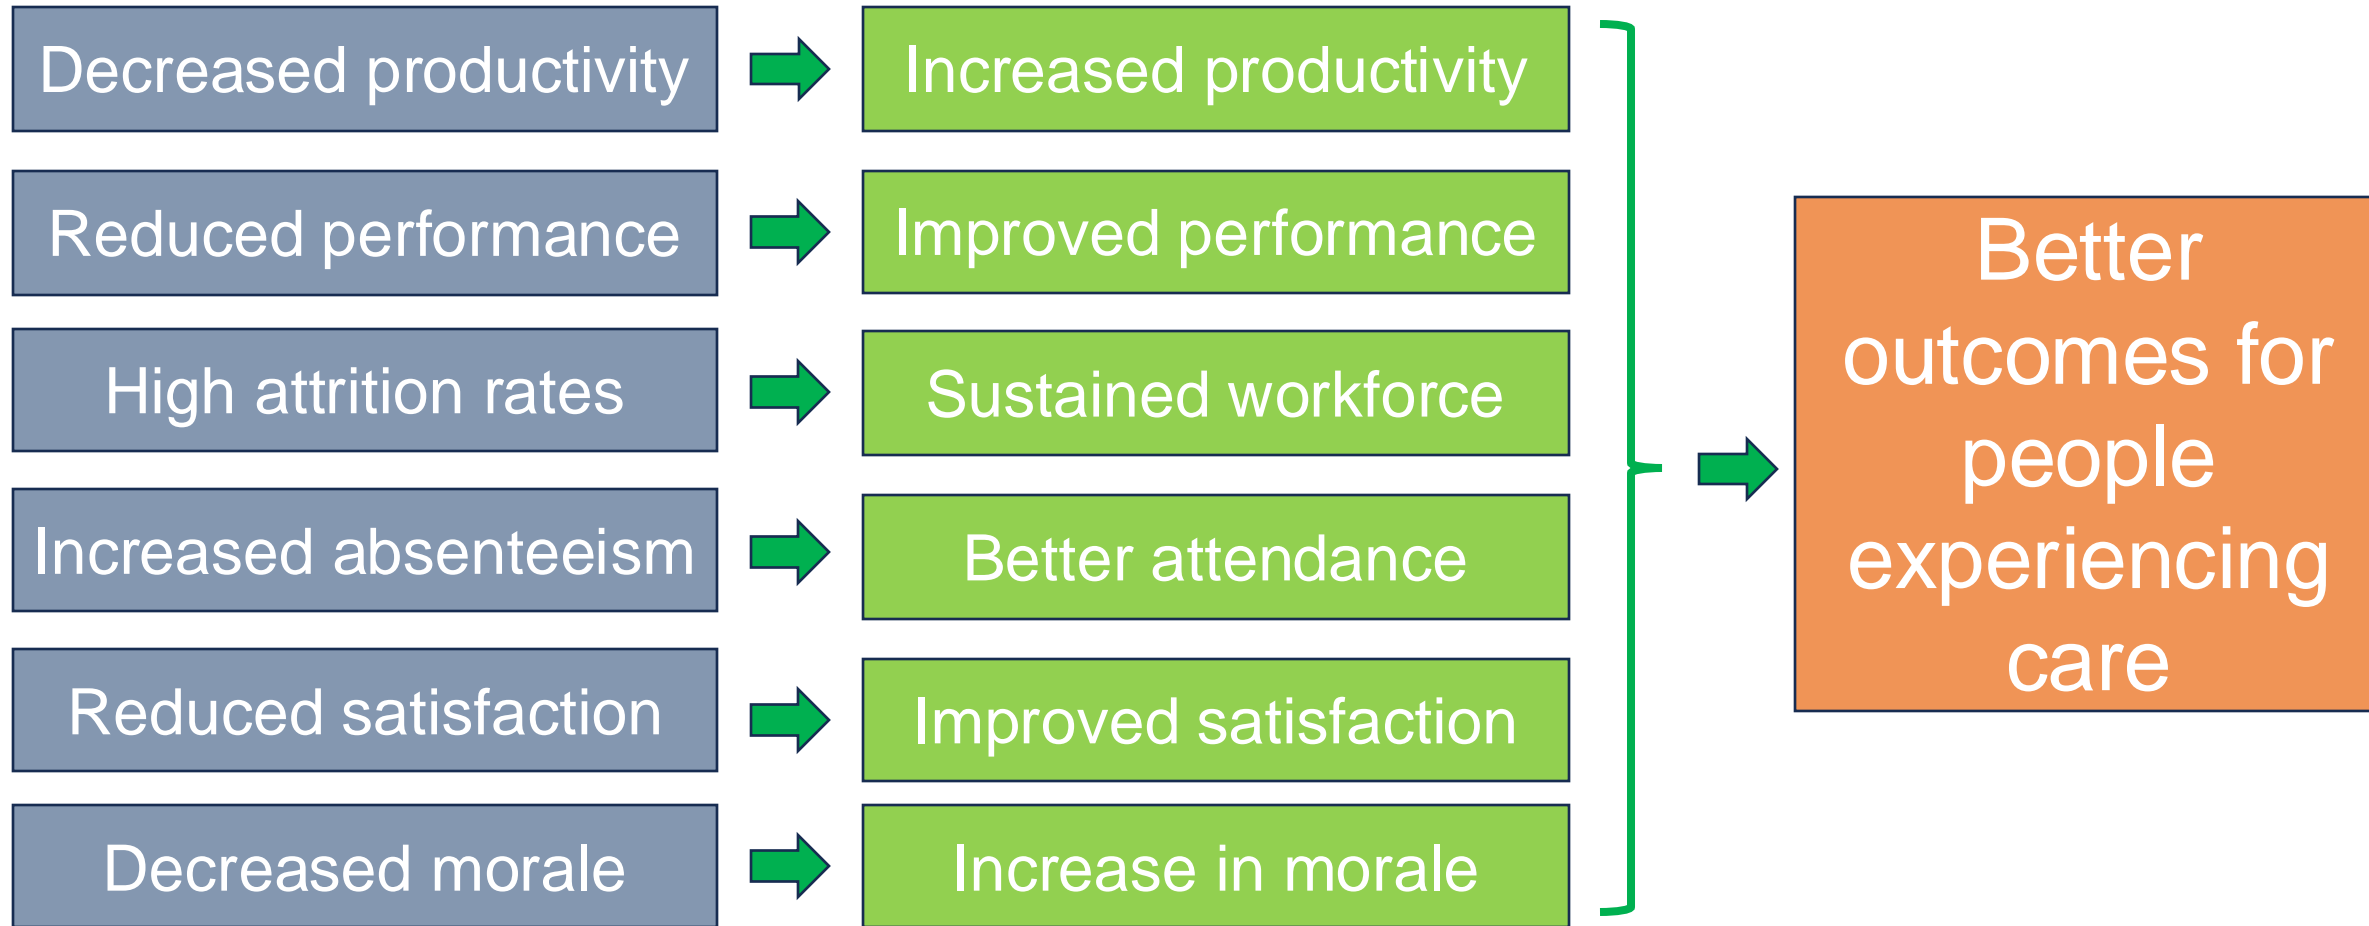 Decreased productivity
Increased productivity
Reduced performance
Improved performance
High attrition rates
Sustained workforce
Increased absenteeism
Better attendance
Reduced satisfaction
Improved satisfaction
Decreased morale
Increase in morale
Better
outcomes for
people
experiencing
care